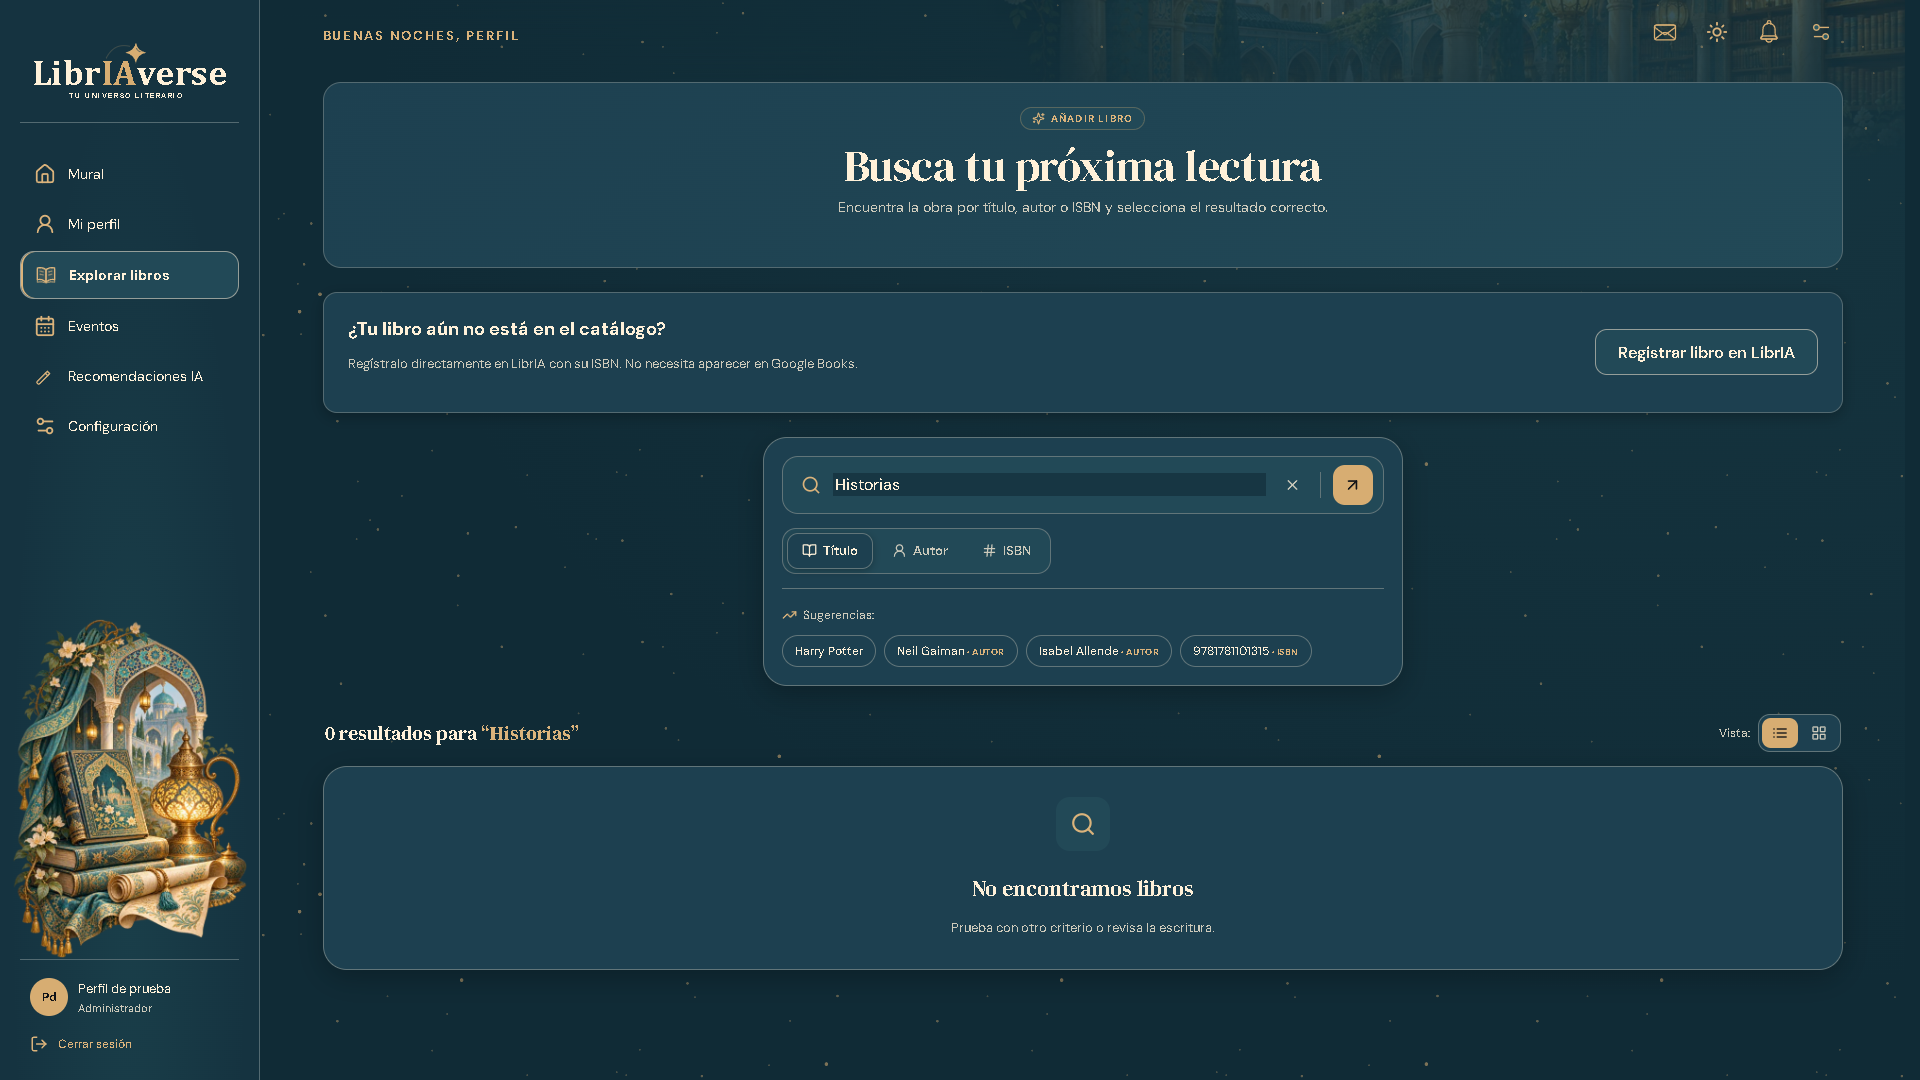 LibrIAverse
TU UNIVERSO LITERARIO
Mural
Mi perfil
Explorar libros
Eventos
Recomendaciones IA
Configuración
Pd
Perfil de prueba
Administrador
Cerrar sesión
BUENAS NOCHES, PERFIL
AÑADIR LIBRO
Busca tu próxima lectura
Encuentra la obra por título, autor o ISBN y selecciona el resultado correcto.
¿Tu libro aún no está en el catálogo?
Regístralo directamente en LibrIA con su ISBN. No necesita aparecer en Google Books.
Registrar libro en LibrIA
Historias
Título
Autor
# ISBN
Sugerencias:
Harry Potter
Neil Gaiman · AUTOR
Isabel Allende · AUTOR
9781781101315 · ISBN
0 resultados para “Historias”
Vista:
No encontramos libros
Prueba con otro criterio o revisa la escritura.